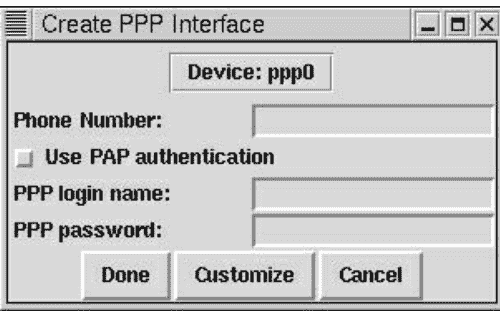 Create PPP Interface
Device: ppp0
Phone Number:
Use PAP authentication
PPP login name:
PPP password:
Done Customize Cancel